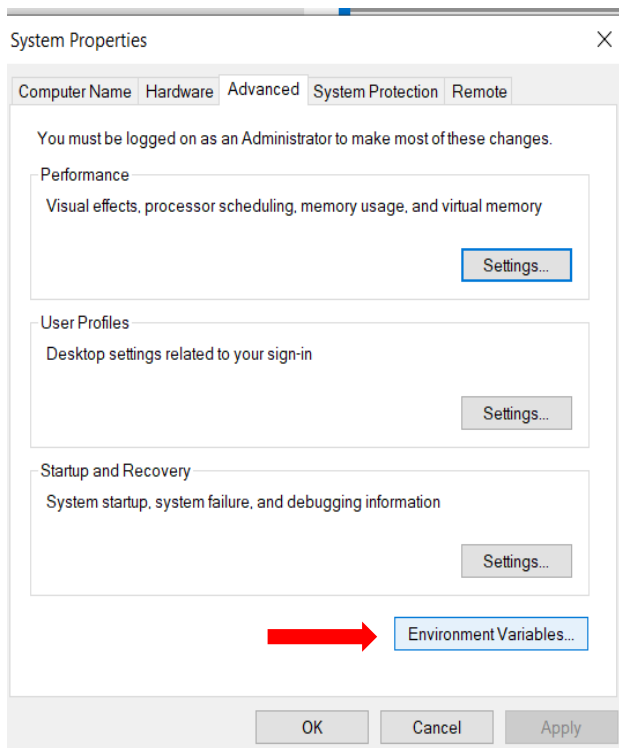 System Properties
Computer Name Hardware Advanced System Protection Remote
You must be logged on as an Administrator to make most of these changes.
Performance
Visual effects, processor scheduling, memory usage, and virtual memory
Settings...
User Profiles
Desktop settings related to your sign-in
Settings...
Startup and Recovery
System startup, system failure, and debugging information
Settings...
Environment Variables...
OK Cancel Apply